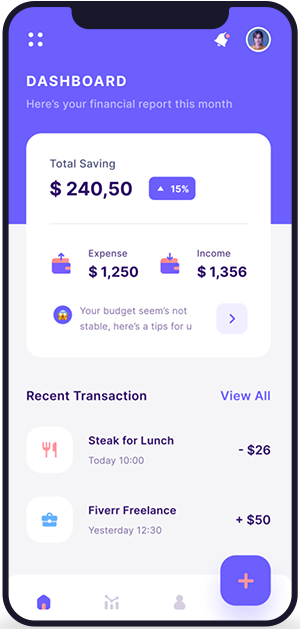 DASHBOARD
Here's your financial report this month
Total Saving
$ 240,50
15%
Expense
$ 1,250
Income
$ 1,356
Your budget seem's not
stable, here's a tips for u
Recent Transaction
View All
Steak for Lunch
Today 10:00
- $26
Fiverr Freelance
Yesterday 12:30
+ $50